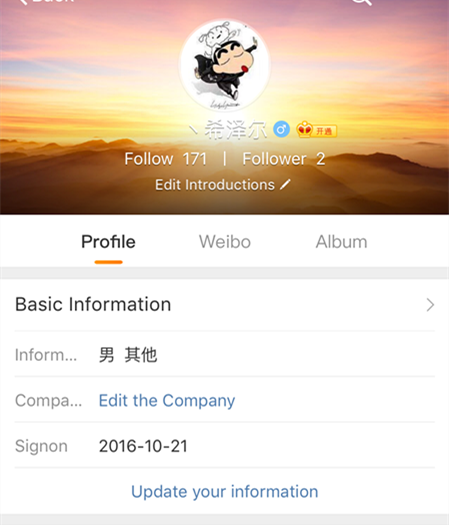 丶希泽尔 开通
Follow 171 | Follower 2
Edit Introductions
Profile Weibo Album
Basic Information
Inform... 男 其他
Compa... Edit the Company
Signon 2016-10-21
Update your information